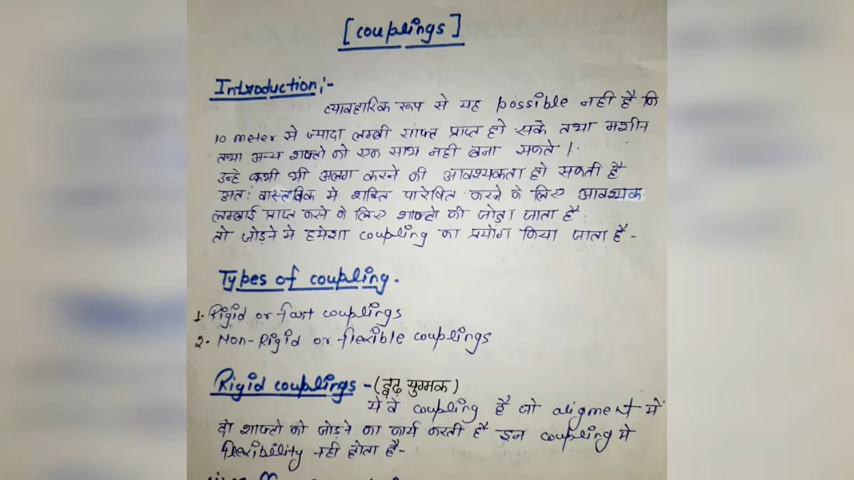 [couplings]
Introduction:-
व्यावहारिक रूप से यह possible नही है कि
10 meter से ज्यादा लम्बी साफ्ट प्राप्त हो सके तथा मशीन
तथा अन्य शाफ्टो को एक साथ नही बना सकते ।
उन्हे कभी भी अलग करने की आवश्यकता हो सकती है
अतः वास्तविक मे शक्ति पारेषित करने के लिए आवश्यक
लम्बाई प्राप्त करने के लिए शाफ्टो को जोड़ा जाता है
तो जोड़ने मे हमेशा coupling का प्रयोग किया जाता है-
Types of coupling.
1. Rigid or fast couplings
2. Non-Rigid or flexible couplings
Rigid couplings - (दृढ़ युग्मक)
ये वे coupling है जो aligment में
दो शाफ्टो को जोड़ने का कार्य करती है इन coupling मे
flexibility नही होता है-